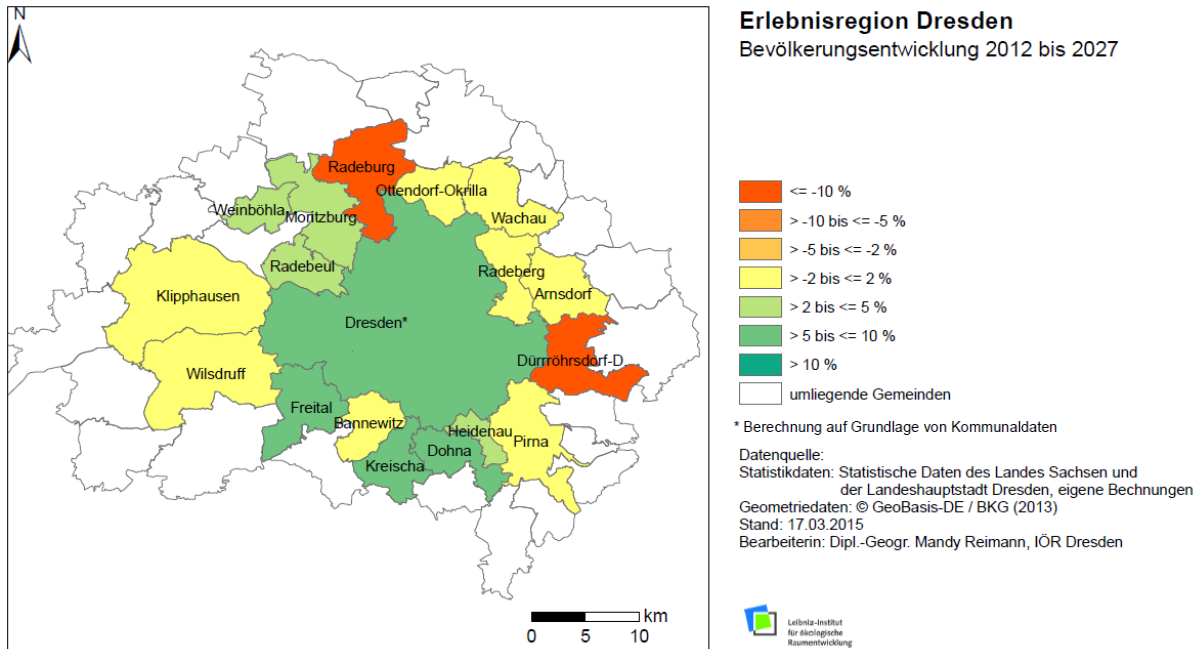 N
Erlebnisregion Dresden
Bevölkerungsentwicklung 2012 bis 2027
Radeburg
Ottendorf-Okrilla
Weinböhla
Moritzburg
Wachau
Radebeul
Radeberg
Klipphausen
Arnsdorf
Dresden*
Dürrröhrsdorf-D
Wilsdruff
Freital
Bannewitz
Heidenau
Pirna
Dohna
Kreischa
km
0 5 10
<= -10 %
> -10 bis <= -5 %
> -5 bis <= -2 %
> -2 bis <= 2 %
> 2 bis <= 5 %
> 5 bis <= 10 %
> 10 %
umliegende Gemeinden
* Berechnung auf Grundlage von Kommunaldaten
Datenquelle:
Statistikdaten: Statistische Daten des Landes Sachsen und
der Landeshauptstadt Dresden, eigene Bechnungen
Geometriedaten: © GeoBasis-DE / BKG (2013)
Stand: 17.03.2015
Bearbeiterin: Dipl.-Geogr. Mandy Reimann, IÖR Dresden
Leibniz-Institut
für ökologische
Raumentwicklung